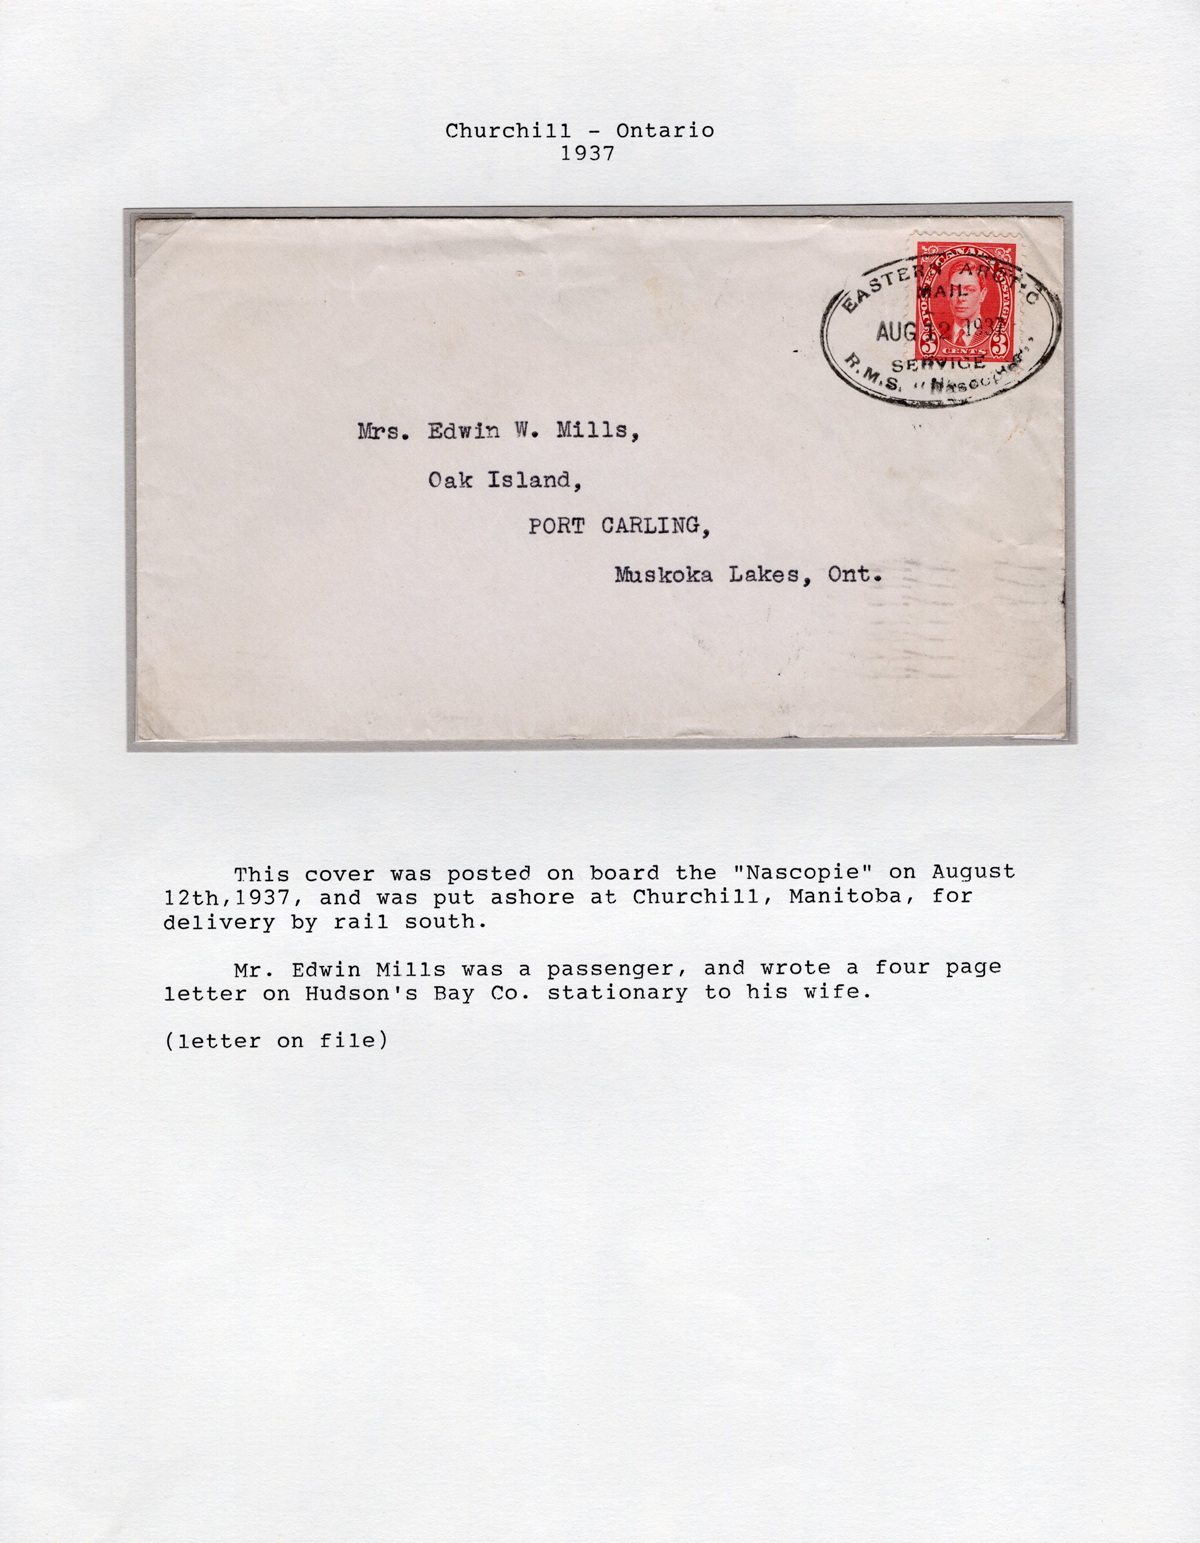 Churchill - Ontario
1937
CANADA
EASTERN ARCTIC
MAIL
AUG 12 1937
3 3
CENTS
SERVICE
R.M.S. "Nascopie"
Mrs. Edwin W. Mills,
Oak Island,
PORT CARLING,
Muskoka Lakes, Ont.
This cover was posted on board the "Nascopie" on August
12th,1937, and was put ashore at Churchill, Manitoba, for
delivery by rail south.
Mr. Edwin Mills was a passenger, and wrote a four page
letter on Hudson's Bay Co. stationary to his wife.
(letter on file)